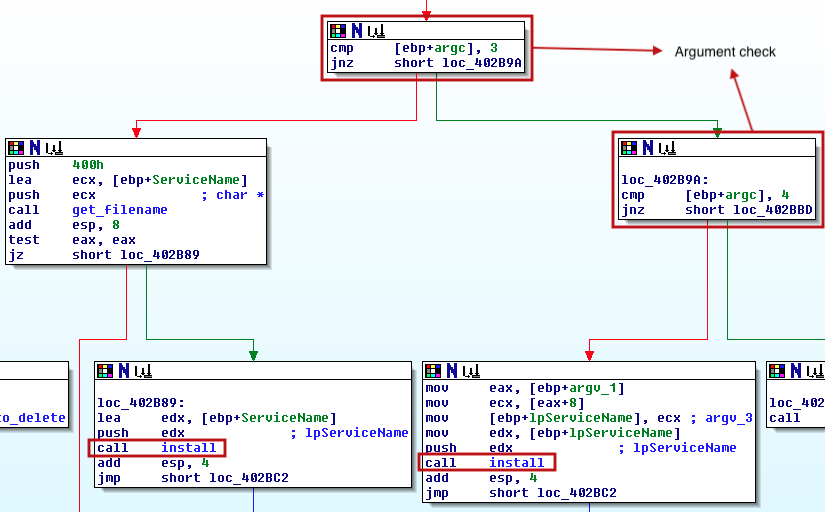 cmp [ebp+argc], 3
jnz short loc_402B9A
Argument check
push 400h
lea ecx, [ebp+ServiceName]
push ecx ; char *
call get_filename
add esp, 8
test eax, eax
jz short loc_402B89
loc_402B9A:
cmp [ebp+argc], 4
jnz short loc_402BBD
to_delete
loc_402B89:
lea edx, [ebp+ServiceName]
push edx ; lpServiceName
call install
add esp, 4
jmp short loc_402BC2
mov eax, [ebp+argv_1]
mov ecx, [eax+8]
mov [ebp+lpServiceName], ecx ; argv_3
mov edx, [ebp+lpServiceName]
push edx ; lpServiceName
call install
add esp, 4
jmp short loc_402BC2
loc_402
call